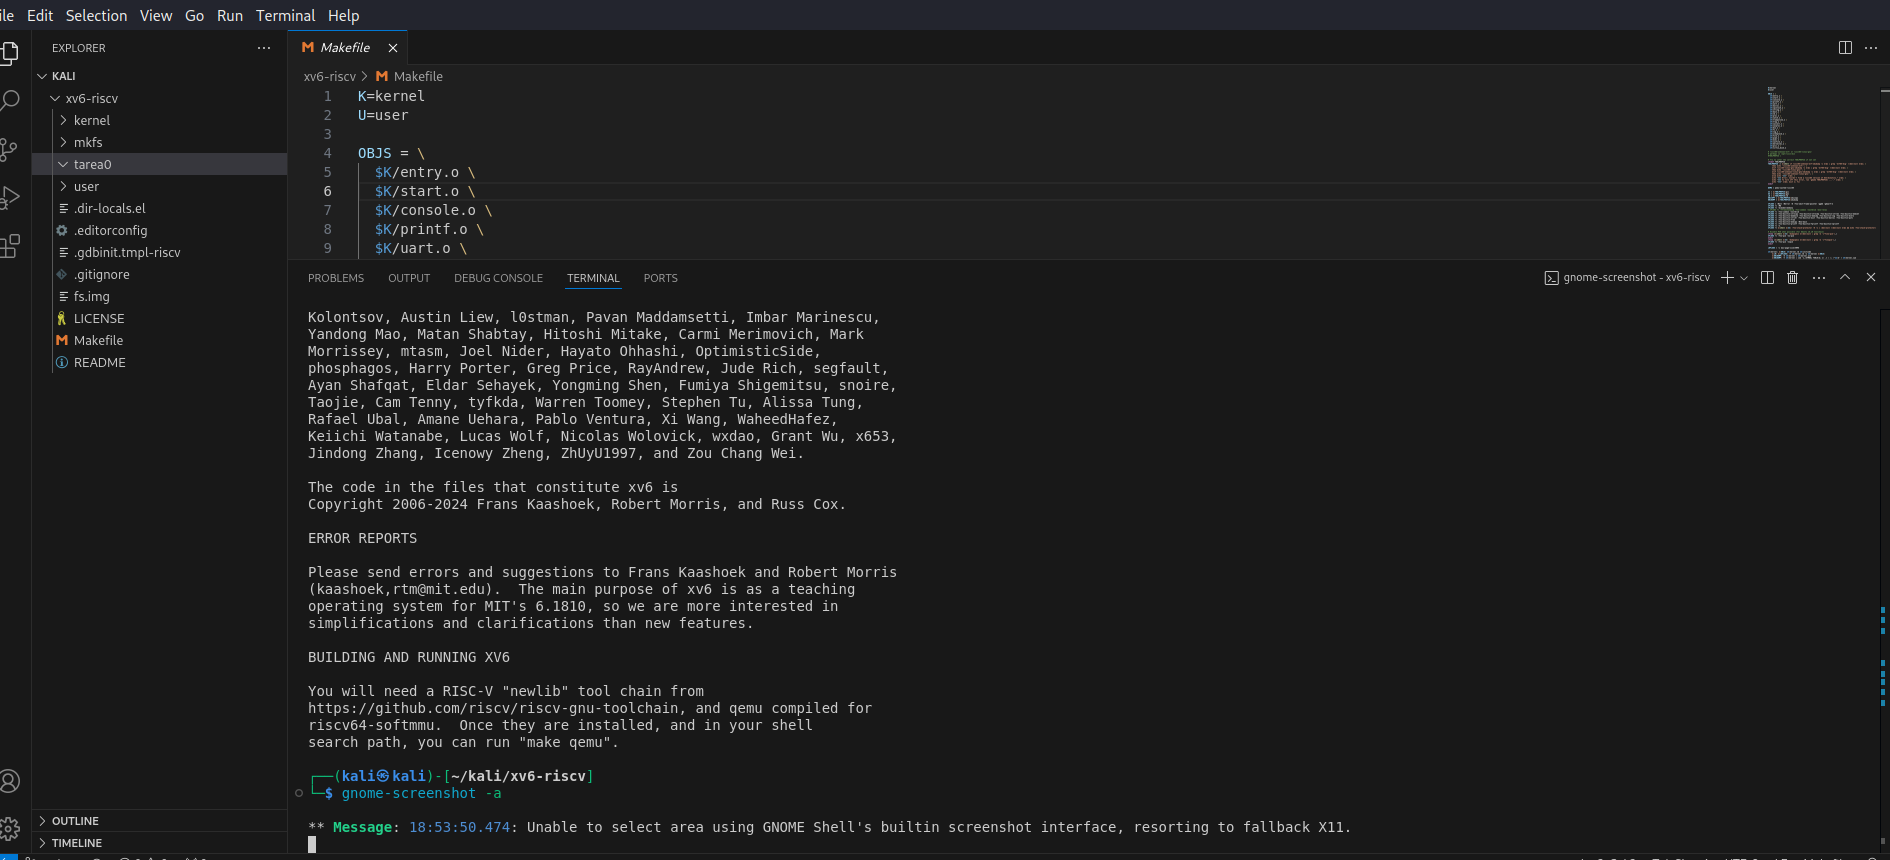 ile Edit Selection View Go Run Terminal Help
EXPLORER ···
KALI
xv6-riscv
kernel
mkfs
tarea0
user
.dir-locals.el
.editorconfig
.gdbinit.tmpl-riscv
.gitignore
fs.img
LICENSE
Makefile
README
OUTLINE
TIMELINE
Makefile
xv6-riscv > Makefile
1 K=kernel
2 U=user
3
4 OBJS = \
5 $K/entry.o \
6 $K/start.o \
7 $K/console.o \
8 $K/printf.o \
9 $K/uart.o \
PROBLEMS OUTPUT DEBUG CONSOLE TERMINAL PORTS
gnome-screenshot - xv6-riscv
Kolontsov, Austin Liew, l0stman, Pavan Maddamsetti, Imbar Marinescu,
Yandong Mao, Matan Shabtay, Hitoshi Mitake, Carmi Merimovich, Mark
Morrissey, mtasm, Joel Nider, Hayato Ohhashi, OptimisticSide,
phosphagos, Harry Porter, Greg Price, RayAndrew, Jude Rich, segfault,
Ayan Shafqat, Eldar Sehayek, Yongming Shen, Fumiya Shigemitsu, snoire,
Taojie, Cam Tenny, tyfkda, Warren Toomey, Stephen Tu, Alissa Tung,
Rafael Ubal, Amane Uehara, Pablo Ventura, Xi Wang, WaheedHafez,
Keiichi Watanabe, Lucas Wolf, Nicolas Wolovick, wxdao, Grant Wu, x653,
Jindong Zhang, Icenowy Zheng, ZhUyU1997, and Zou Chang Wei.
The code in the files that constitute xv6 is
Copyright 2006-2024 Frans Kaashoek, Robert Morris, and Russ Cox.
ERROR REPORTS
Please send errors and suggestions to Frans Kaashoek and Robert Morris
(kaashoek,rtm@mit.edu).  The main purpose of xv6 is as a teaching
operating system for MIT's 6.1810, so we are more interested in
simplifications and clarifications than new features.
BUILDING AND RUNNING XV6
You will need a RISC-V "newlib" tool chain from
https://github.com/riscv/riscv-gnu-toolchain, and qemu compiled for
riscv64-softmmu.  Once they are installed, and in your shell
search path, you can run "make qemu".
┌──(kali㉿kali)-[~/kali/xv6-riscv]
└─$ gnome-screenshot -a
** Message: 18:53:50.474: Unable to select area using GNOME Shell's builtin screenshot interface, resorting to fallback X11.